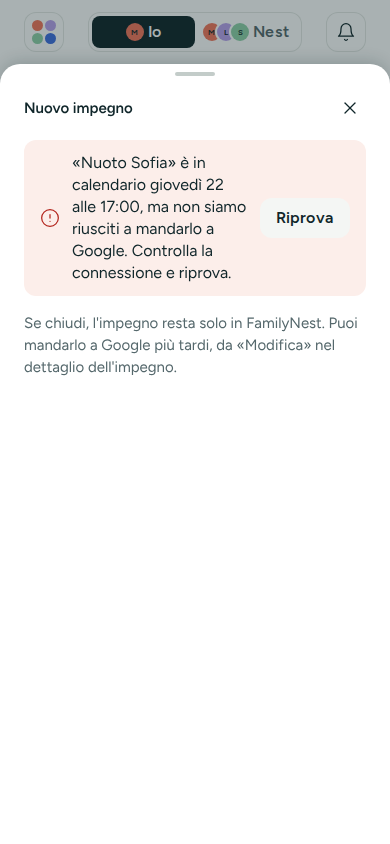 M Io
M L S Nest
Nuovo impegno
«Nuoto Sofia» è in
calendario giovedì 22
alle 17:00, ma non siamo
riusciti a mandarlo a
Google. Controlla la
connessione e riprova.
Riprova
Se chiudi, l'impegno resta solo in FamilyNest. Puoi
mandarlo a Google più tardi, da «Modifica» nel
dettaglio dell'impegno.